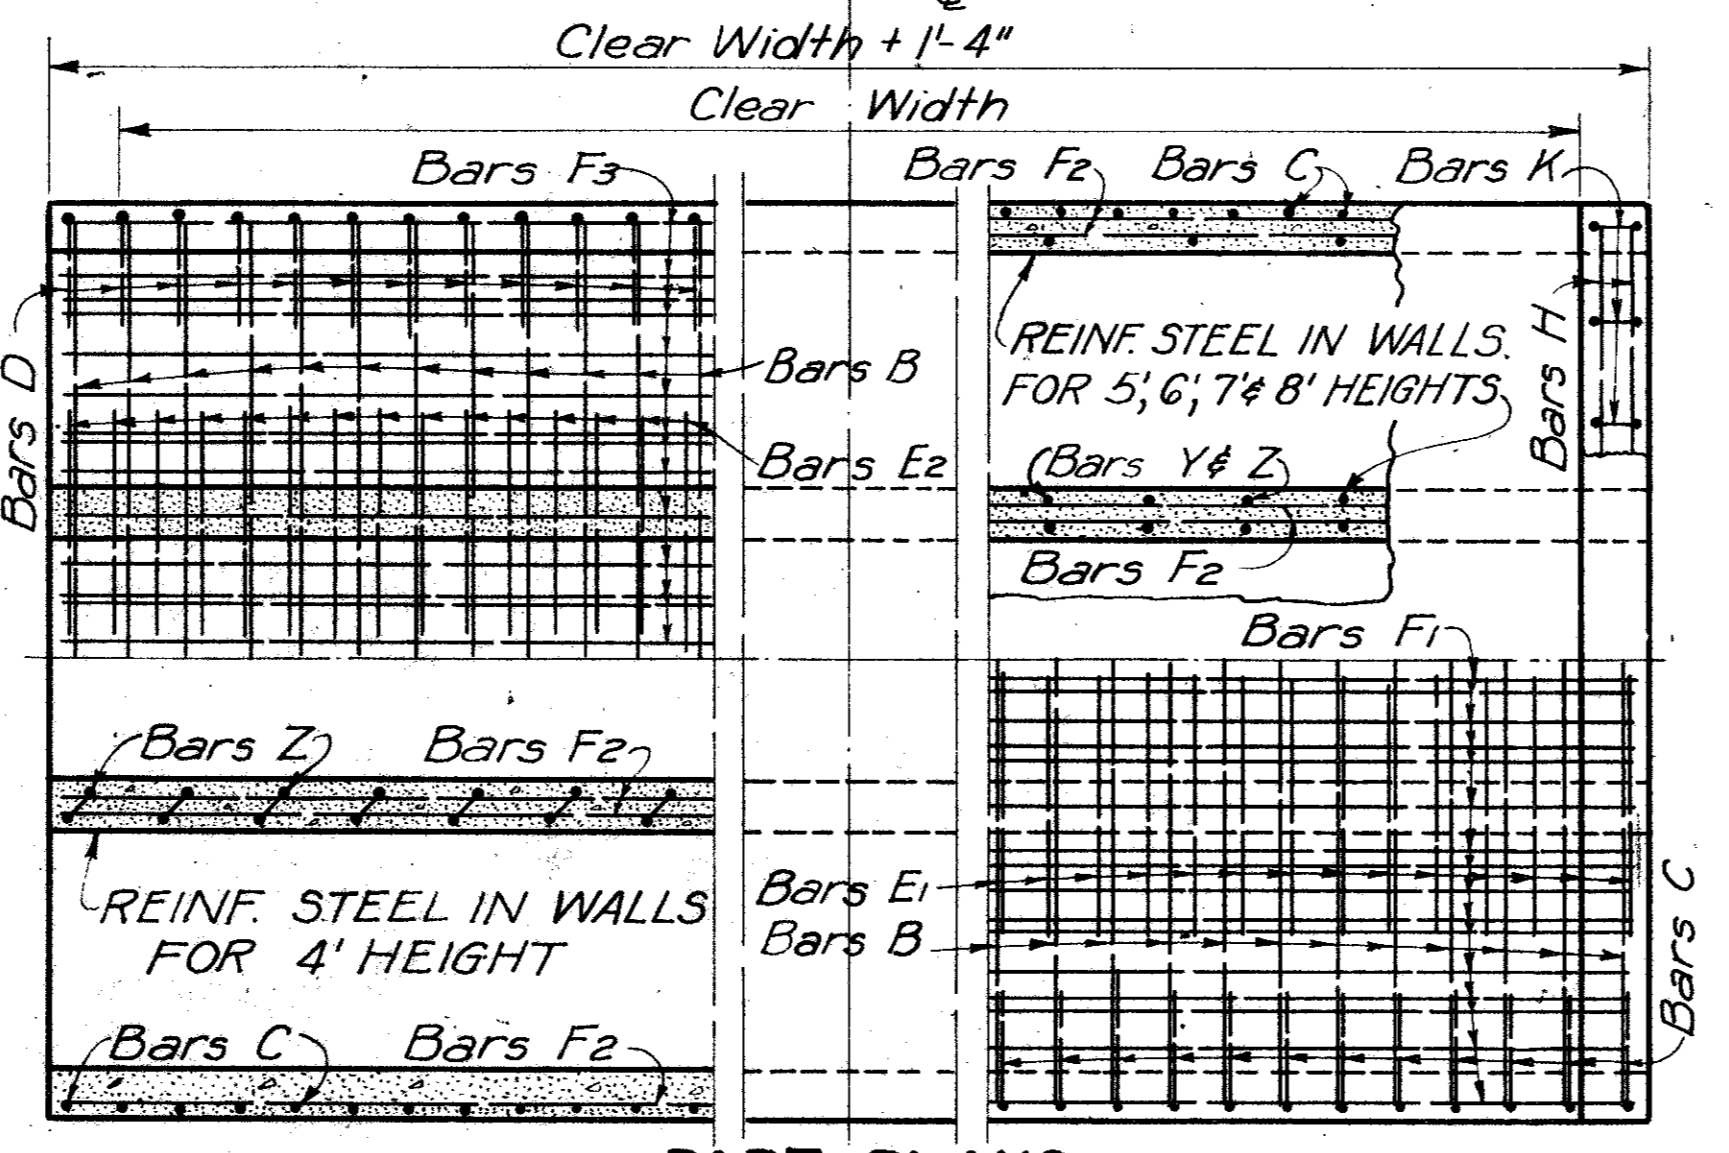 ℄
Clear Width + 1'-4"
Clear Width
Bars F3
Bars F2
Bars C
Bars K
Bars D
Bars B
REINF. STEEL IN WALLS.
FOR 5', 6', 7' & 8' HEIGHTS
Bars H
Bars E2
Bars Y & Z
Bars F2
Bars F1
Bars Z
Bars F2
Bars E1
REINF. STEEL IN WALLS
FOR 4' HEIGHT
Bars B
Bars C
Bars C
Bars F2